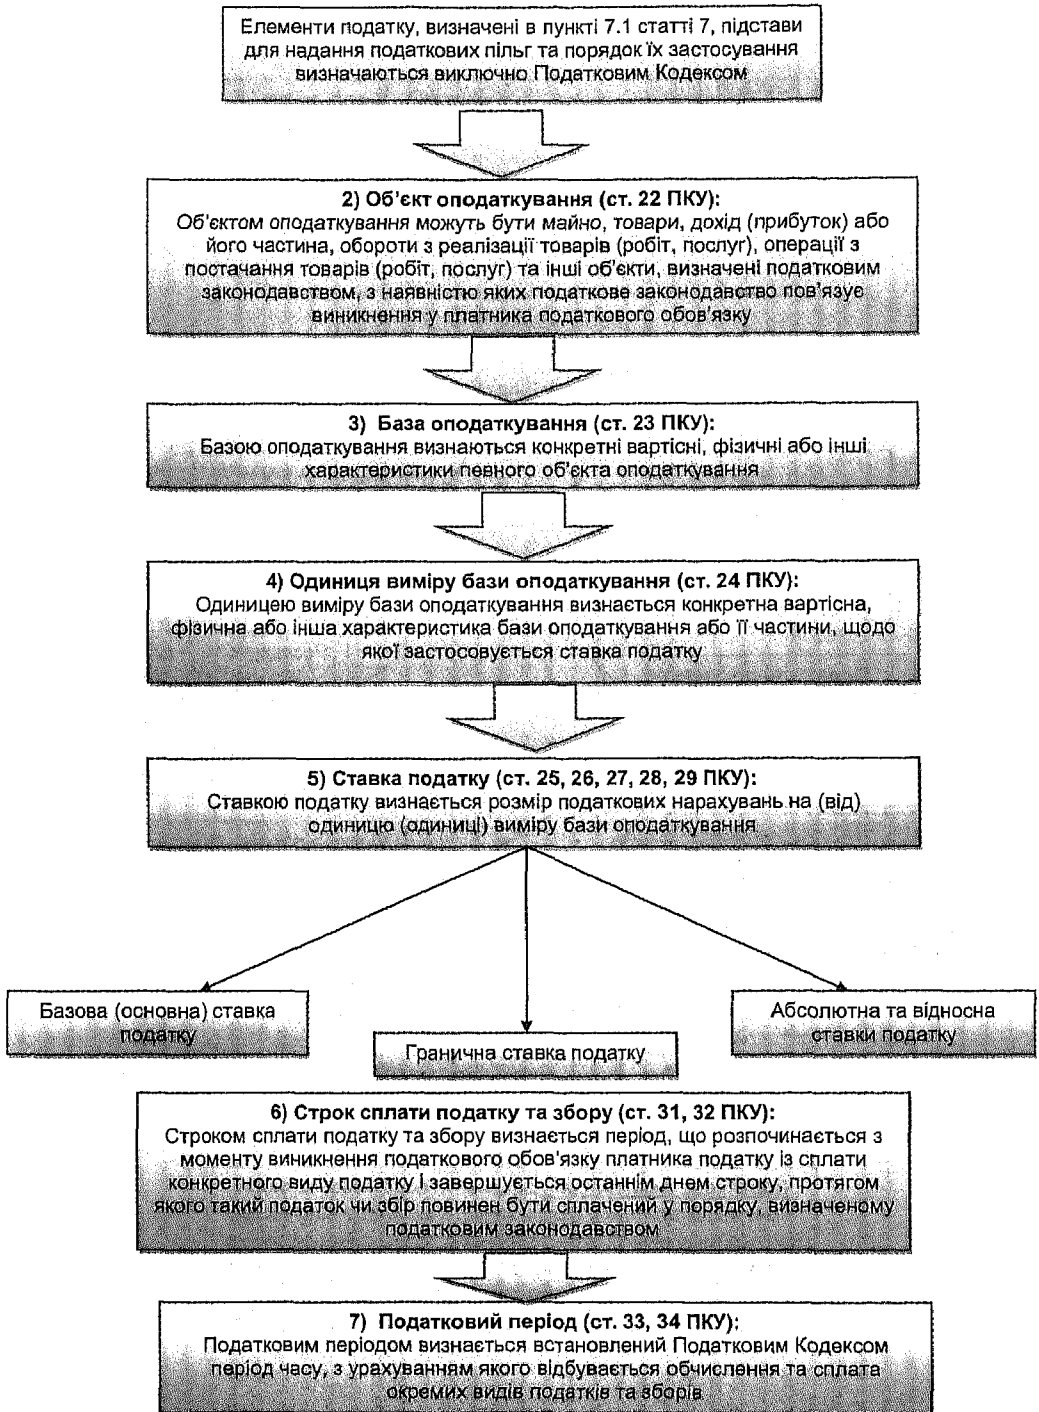 Елементи податку, визначені в пункті 7.1 статті 7, підстави
для надання податкових пільг та порядок їх застосування
визначаються виключно Податковим Кодексом
2) Об'єкт оподаткування (ст. 22 ПКУ):
Об'єктом оподаткування можуть бути майно, товари, дохід (прибуток) або
його частина, обороти з реалізації товарів (робіт, послуг), операції з
постачання товарів (робіт, послуг) та інші об'єкти, визначені податковим
законодавством, з наявністю яких податкове законодавство пов'язує
виникнення у платника податкового обов'язку
3) База оподаткування (ст. 23 ПКУ):
Базою оподаткування визнаються конкретні вартісні, фізичні або інші
характеристики певного об'єкта оподаткування
4) Одиниця виміру бази оподаткування (ст. 24 ПКУ):
Одиницею виміру бази оподаткування визнається конкретна вартісна,
фізична або інша характеристика бази оподаткування або її частини, щодо
якої застосовується ставка податку
5) Ставка податку (ст. 25, 26, 27, 28, 29 ПКУ):
Ставкою податку визнається розмір податкових нарахувань на (від)
одиницю (одиниці) виміру бази оподаткування
Базова (основна) ставка
податку
Абсолютна та відносна
ставки податку
Гранична ставка податку
6) Строк сплати податку та збору (ст. 31, 32 ПКУ):
Строком сплати податку та збору визнається період, що розпочинається з
моменту виникнення податкового обов'язку платника податку із сплати
конкретного виду податку і завершується останнім днем строку, протягом
якого такий податок чи збір повинен бути сплачений у порядку, визначеному
податковим законодавством
7) Податковий період (ст. 33, 34 ПКУ):
Податковим періодом визнається встановлений Податковим Кодексом
період часу, з урахуванням якого відбувається обчислення та сплата
окремих видів податків та зборів